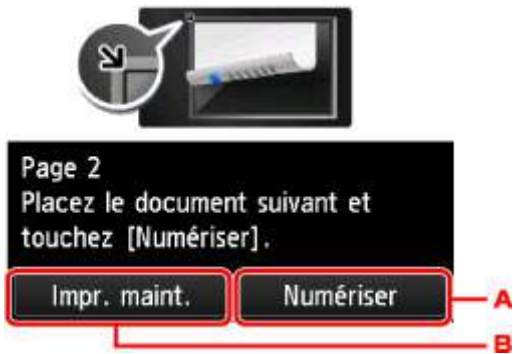 Page 2
Placez le document suivant et
touchez [Numériser].
Impr. maint.
Numériser
A
B